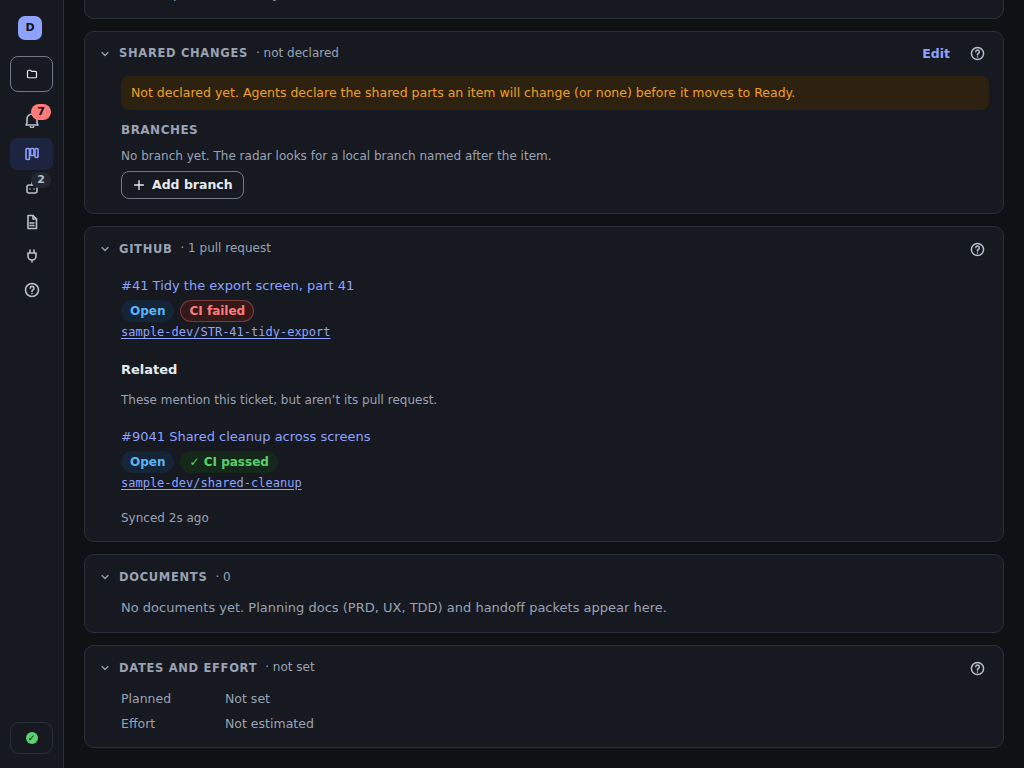 D
7
2
SHARED CHANGES · not declared
Edit
Not declared yet. Agents declare the shared parts an item will change (or none) before it moves to Ready.
BRANCHES
No branch yet. The radar looks for a local branch named after the item.
+ Add branch
GITHUB · 1 pull request
#41 Tidy the export screen, part 41
Open CI failed
sample-dev/STR-41-tidy-export
Related
These mention this ticket, but aren’t its pull request.
#9041 Shared cleanup across screens
Open ✓ CI passed
sample-dev/shared-cleanup
Synced 2s ago
DOCUMENTS · 0
No documents yet. Planning docs (PRD, UX, TDD) and handoff packets appear here.
DATES AND EFFORT · not set
Planned Not set
Effort Not estimated